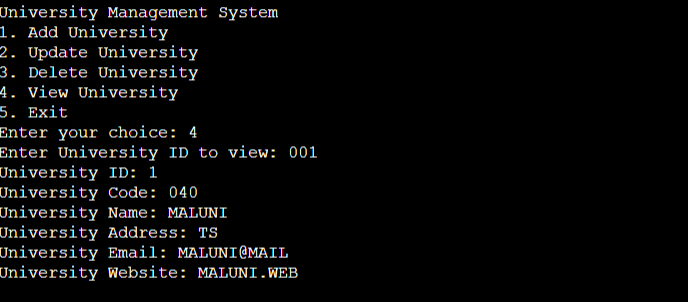 University Management System
1. Add University
2. Update University
3. Delete University
4. View University
5. Exit
Enter your choice: 4
Enter University ID to view: 001
University ID: 1
University Code: 040
University Name: MALUNI
University Address: TS
University Email: MALUNI@MAIL
University Website: MALUNI.WEB